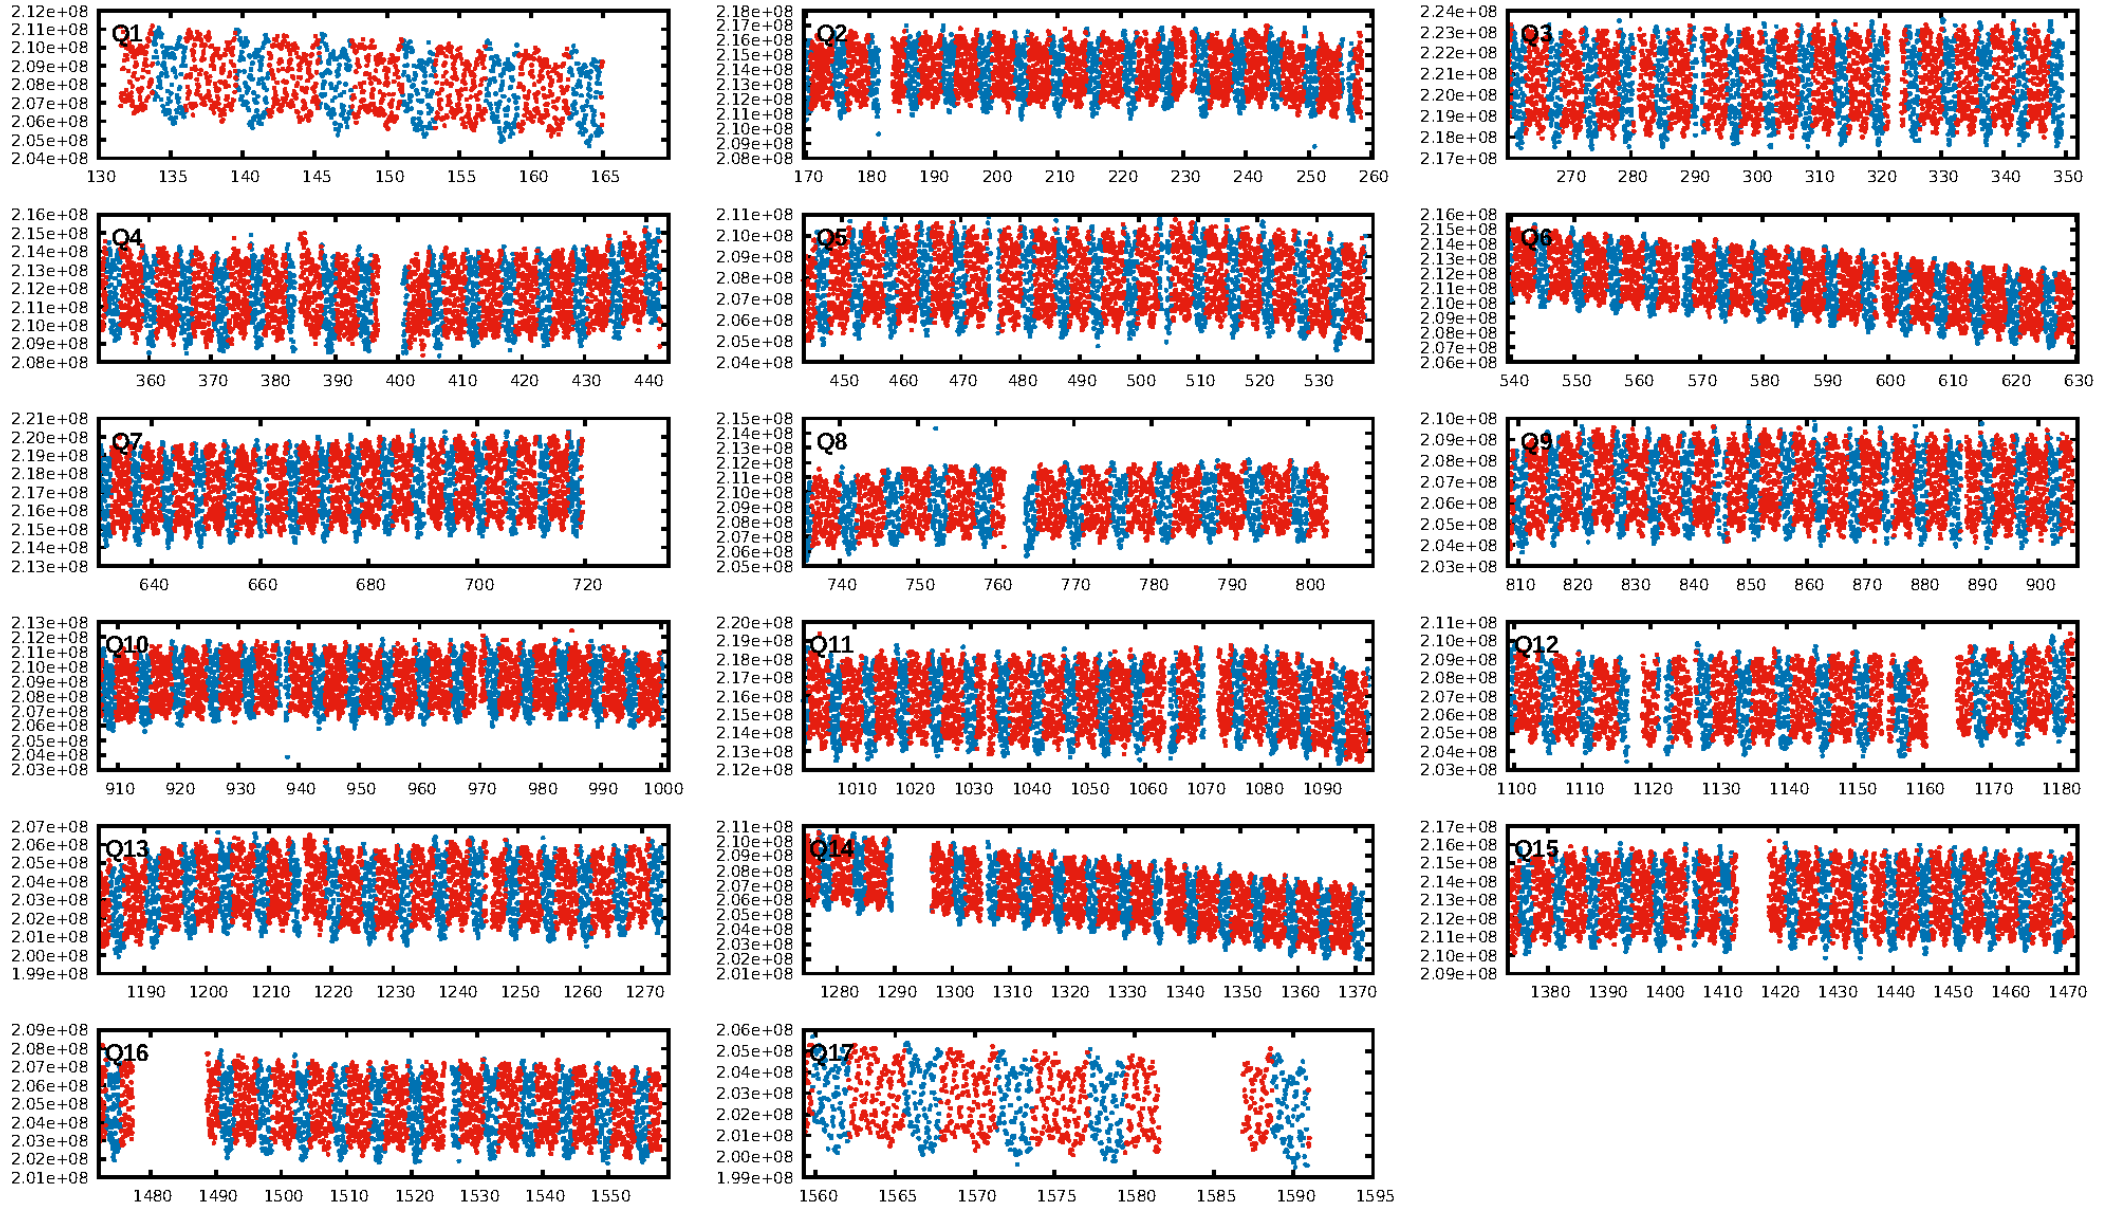 Q1
2.12e+08
2.11e+08
2.10e+08
2.09e+08
2.08e+08
2.07e+08
2.06e+08
2.05e+08
2.04e+08
130 135 140 145 150 155 160 165
Q2
2.18e+08
2.17e+08
2.16e+08
2.15e+08
2.14e+08
2.13e+08
2.12e+08
2.11e+08
2.10e+08
2.09e+08
2.08e+08
170 180 190 200 210 220 230 240 250 260
Q3
2.24e+08
2.23e+08
2.22e+08
2.21e+08
2.20e+08
2.19e+08
2.18e+08
2.17e+08
270 280 290 300 310 320 330 340 350
Q4
2.16e+08
2.15e+08
2.14e+08
2.13e+08
2.12e+08
2.11e+08
2.10e+08
2.09e+08
2.08e+08
360 370 380 390 400 410 420 430 440
Q5
2.11e+08
2.10e+08
2.09e+08
2.08e+08
2.07e+08
2.06e+08
2.05e+08
2.04e+08
450 460 470 480 490 500 510 520 530
Q6
2.16e+08
2.15e+08
2.14e+08
2.13e+08
2.12e+08
2.11e+08
2.10e+08
2.09e+08
2.08e+08
2.07e+08
2.06e+08
540 550 560 570 580 590 600 610 620 630
Q7
2.21e+08
2.20e+08
2.19e+08
2.18e+08
2.17e+08
2.16e+08
2.15e+08
2.14e+08
2.13e+08
640 660 680 700 720
Q8
2.15e+08
2.14e+08
2.13e+08
2.12e+08
2.11e+08
2.10e+08
2.09e+08
2.08e+08
2.07e+08
2.06e+08
2.05e+08
740 750 760 770 780 790 800
Q9
2.10e+08
2.09e+08
2.08e+08
2.07e+08
2.06e+08
2.05e+08
2.04e+08
2.03e+08
810 820 830 840 850 860 870 880 890 900
Q10
2.13e+08
2.12e+08
2.11e+08
2.10e+08
2.09e+08
2.08e+08
2.07e+08
2.06e+08
2.05e+08
2.04e+08
2.03e+08
910 920 930 940 950 960 970 980 990 1000
Q11
2.20e+08
2.19e+08
2.18e+08
2.17e+08
2.16e+08
2.15e+08
2.14e+08
2.13e+08
2.12e+08
1010 1020 1030 1040 1050 1060 1070 1080 1090
Q12
2.11e+08
2.10e+08
2.09e+08
2.08e+08
2.07e+08
2.06e+08
2.05e+08
2.04e+08
2.03e+08
1100 1110 1120 1130 1140 1150 1160 1170 1180
Q13
2.07e+08
2.06e+08
2.05e+08
2.04e+08
2.03e+08
2.02e+08
2.01e+08
2.00e+08
1.99e+08
1190 1200 1210 1220 1230 1240 1250 1260 1270
Q14
2.11e+08
2.10e+08
2.09e+08
2.08e+08
2.07e+08
2.06e+08
2.05e+08
2.04e+08
2.03e+08
2.02e+08
2.01e+08
1280 1290 1300 1310 1320 1330 1340 1350 1360 1370
Q15
2.17e+08
2.16e+08
2.15e+08
2.14e+08
2.13e+08
2.12e+08
2.11e+08
2.10e+08
2.09e+08
1380 1390 1400 1410 1420 1430 1440 1450 1460 1470
Q16
2.09e+08
2.08e+08
2.07e+08
2.06e+08
2.05e+08
2.04e+08
2.03e+08
2.02e+08
2.01e+08
1480 1490 1500 1510 1520 1530 1540 1550
Q17
2.06e+08
2.05e+08
2.04e+08
2.03e+08
2.02e+08
2.01e+08
2.00e+08
1.99e+08
1560 1565 1570 1575 1580 1585 1590 1595